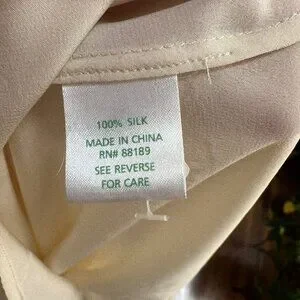 100% SILK
MADE IN CHINA
RN# 88189
SEE REVERSE
FOR CARE